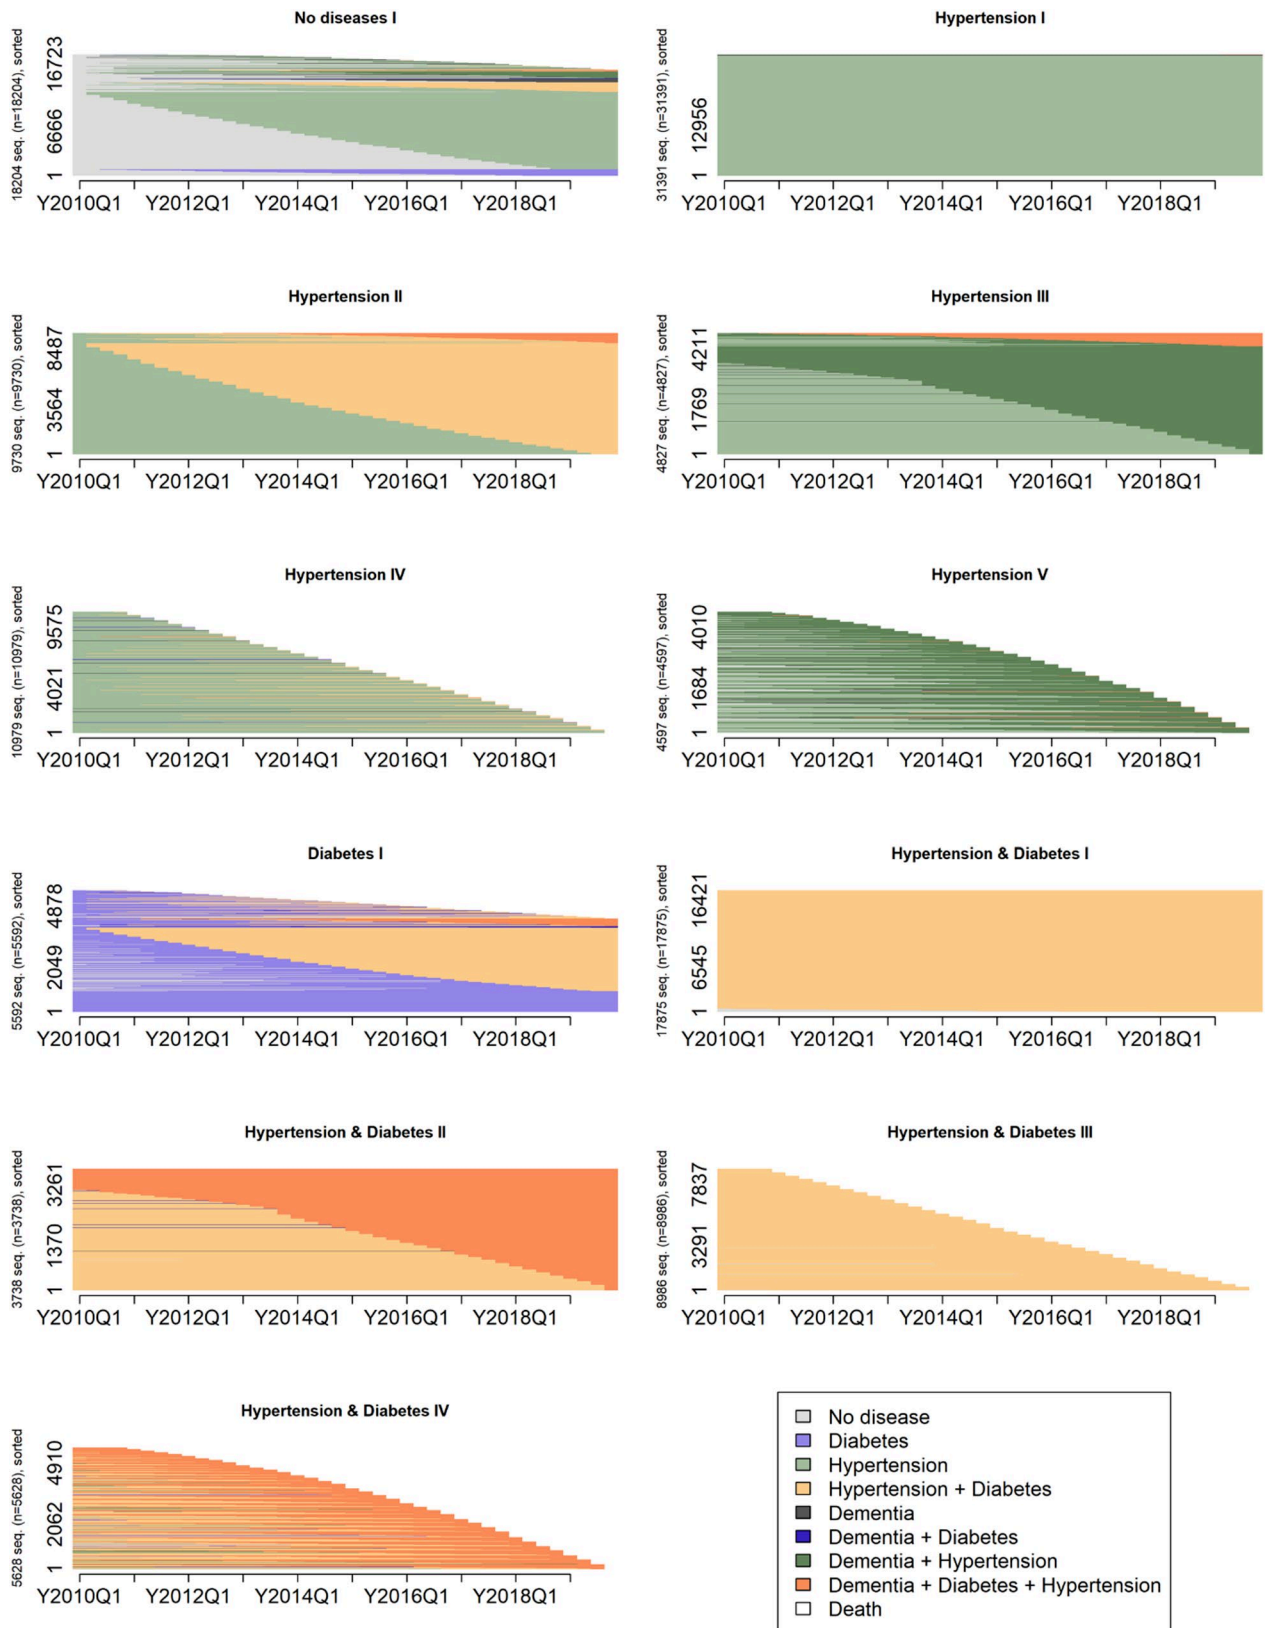 No diseases I
18204 seq. (n=18204), sorted
16723
6666
1
Y2010Q1 Y2012Q1 Y2014Q1 Y2016Q1 Y2018Q1
Hypertension I
31391 seq. (n=31391), sorted
12956
1
Y2010Q1 Y2012Q1 Y2014Q1 Y2016Q1 Y2018Q1
Hypertension II
9730 seq. (n=9730), sorted
8487
3564
1
Y2010Q1 Y2012Q1 Y2014Q1 Y2016Q1 Y2018Q1
Hypertension III
4827 seq. (n=4827), sorted
4211
1769
1
Y2010Q1 Y2012Q1 Y2014Q1 Y2016Q1 Y2018Q1
Hypertension IV
10979 seq. (n=10979), sorted
9575
4021
1
Y2010Q1 Y2012Q1 Y2014Q1 Y2016Q1 Y2018Q1
Hypertension V
4597 seq. (n=4597), sorted
4010
1684
1
Y2010Q1 Y2012Q1 Y2014Q1 Y2016Q1 Y2018Q1
Diabetes I
5592 seq. (n=5592), sorted
4878
2049
1
Y2010Q1 Y2012Q1 Y2014Q1 Y2016Q1 Y2018Q1
Hypertension & Diabetes I
17875 seq. (n=17875), sorted
16421
6545
1
Y2010Q1 Y2012Q1 Y2014Q1 Y2016Q1 Y2018Q1
Hypertension & Diabetes II
3738 seq. (n=3738), sorted
3261
1370
1
Y2010Q1 Y2012Q1 Y2014Q1 Y2016Q1 Y2018Q1
Hypertension & Diabetes III
8986 seq. (n=8986), sorted
7837
3291
1
Y2010Q1 Y2012Q1 Y2014Q1 Y2016Q1 Y2018Q1
Hypertension & Diabetes IV
5628 seq. (n=5628), sorted
4910
2062
1
Y2010Q1 Y2012Q1 Y2014Q1 Y2016Q1 Y2018Q1
No disease
Diabetes
Hypertension
Hypertension + Diabetes
Dementia
Dementia + Diabetes
Dementia + Hypertension
Dementia + Diabetes + Hypertension
Death